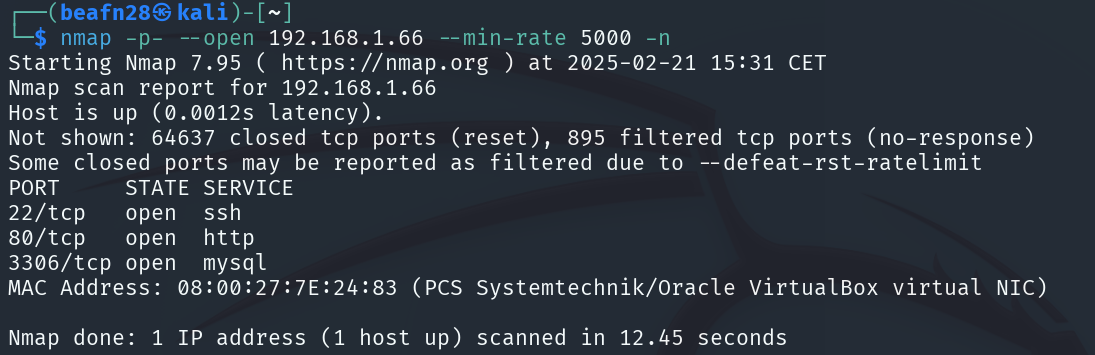 ┌──(beafn28㉿kali)-[~]
└─$ nmap -p- --open 192.168.1.66 --min-rate 5000 -n
Starting Nmap 7.95 ( https://nmap.org ) at 2025-02-21 15:31 CET
Nmap scan report for 192.168.1.66
Host is up (0.0012s latency).
Not shown: 64637 closed tcp ports (reset), 895 filtered tcp ports (no-response)
Some closed ports may be reported as filtered due to --defeat-rst-ratelimit
PORT     STATE SERVICE
22/tcp   open  ssh
80/tcp   open  http
3306/tcp open  mysql
MAC Address: 08:00:27:7E:24:83 (PCS Systemtechnik/Oracle VirtualBox virtual NIC)

Nmap done: 1 IP address (1 host up) scanned in 12.45 seconds